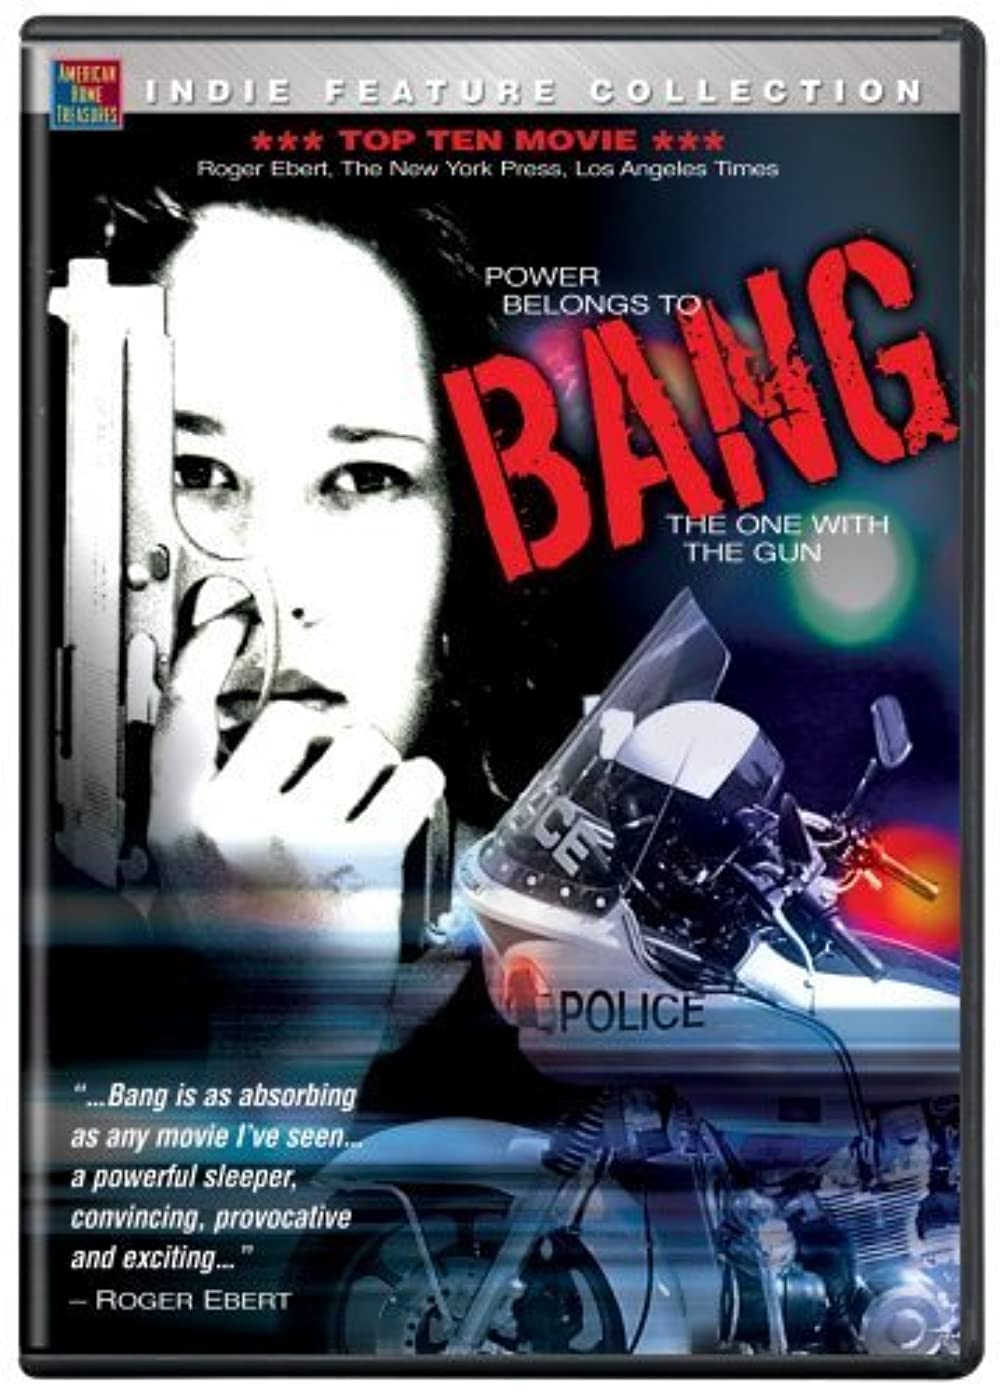 AMERICAN
HOME
TREASURES
INDIE FEATURE COLLECTION
*** TOP TEN MOVIE ***
Roger Ebert, The New York Press, Los Angeles Times
POWER
BELONGS TO
BANG
THE ONE WITH
THE GUN
CE
POLICE
"...Bang is as absorbing
as any movie I've seen...
a powerful sleeper,
convincing, provocative
and exciting..."
– ROGER EBERT